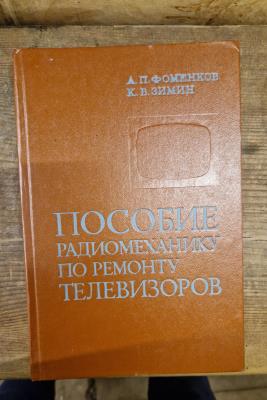 А.П.ФОМЕНКОВ
К.В.ЗИМИН
ПОСОБИЕ
РАДИОМЕХАНИКУ
ПО РЕМОНТУ
ТЕЛЕВИЗОРОВ